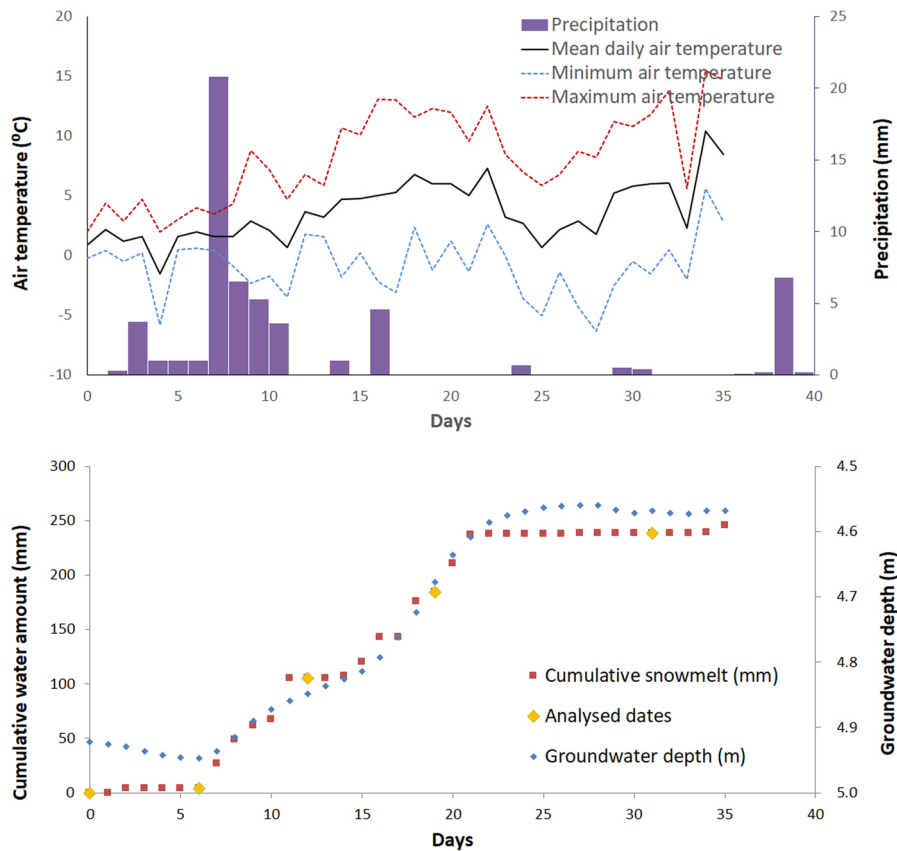 20
15
10
5
0
-5
-10
Air temperature (⁰C)
Precipitation
Mean daily air temperature
Minimum air temperature
Maximum air temperature
25
20
15
10
5
0
Precipitation (mm)
0 5 10 15 20 25 30 35 40
Days
300
250
200
150
100
50
0
Cumulative water amount (mm)
Cumulative snowmelt (mm)
Analysed dates
Groundwater depth (m)
4.5
4.6
4.7
4.8
4.9
5.0
Groundwater depth (m)
0 5 10 15 20 25 30 35 40
Days